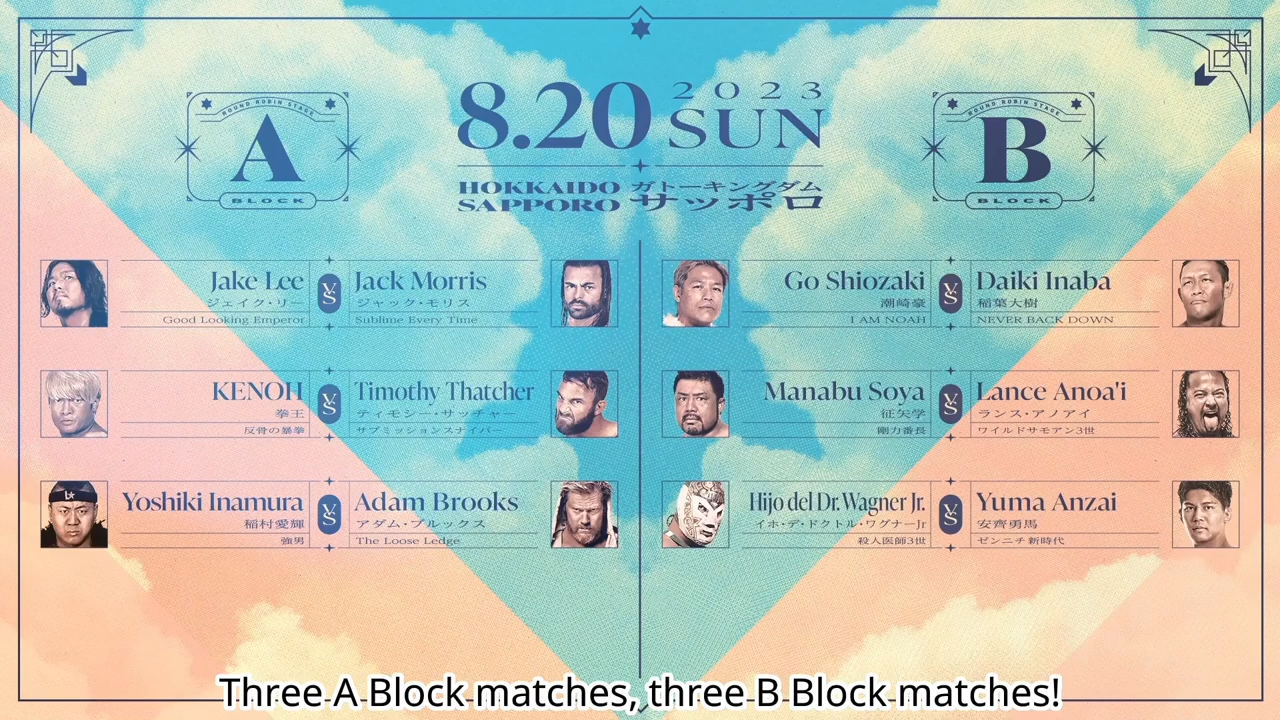 ROUND ROBIN STAGE
A
BLOCK
8.20 2023 SUN
HOKKAIDO SAPPORO
ガトーキングダム
サッポロ
ROUND ROBIN STAGE
B
BLOCK
Jake Lee
ジェイク・リー
Good Looking Emperor
VS
Jack Morris
ジャック・モリス
Sublime Every Time
KENOH
拳王
反骨の暴拳
VS
Timothy Thatcher
ティモシー・サッチャー
サブミッションスナイパー
Yoshiki Inamura
稲村愛輝
強男
VS
Adam Brooks
アダム・ブルックス
The Loose Ledge
Go Shiozaki
潮崎豪
I AM NOAH
VS
Daiki Inaba
稲葉大樹
NEVER BACK DOWN
Manabu Soya
征矢学
剛力番長
VS
Lance Anoa'i
ランス・アノアイ
ワイルドサモアン3世
Hijo del Dr. Wagner Jr.
イホ・デ・ドクトル・ワグナーJr
殺人医師3世
VS
Yuma Anzai
安齊勇馬
ゼンニチ新時代
Three A Block matches, three B Block matches!